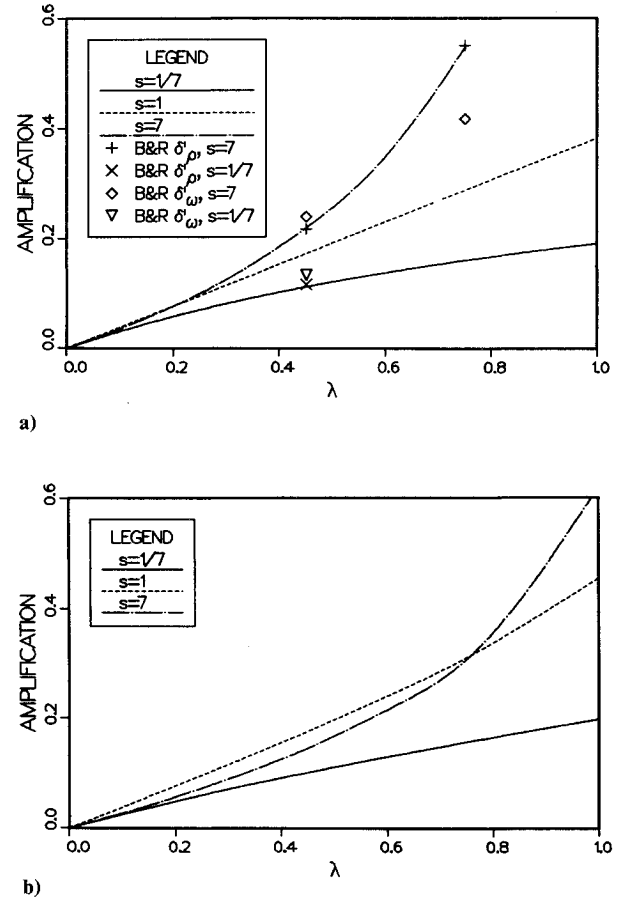 AMPLIFICATION
0.0
0.2
0.4
0.6
LEGEND
s=1/7
s=1
s=7
B&R δ'ρ, s=7
B&R δ'ρ, s=1/7
B&R δ'ω, s=7
B&R δ'ω, s=1/7
0.0 0.2 0.4 0.6 0.8 1.0
λ
a)
AMPLIFICATION
0.0
0.2
0.4
0.6
LEGEND
s=1/7
s=1
s=7
0.0 0.2 0.4 0.6 0.8 1.0
λ
b)